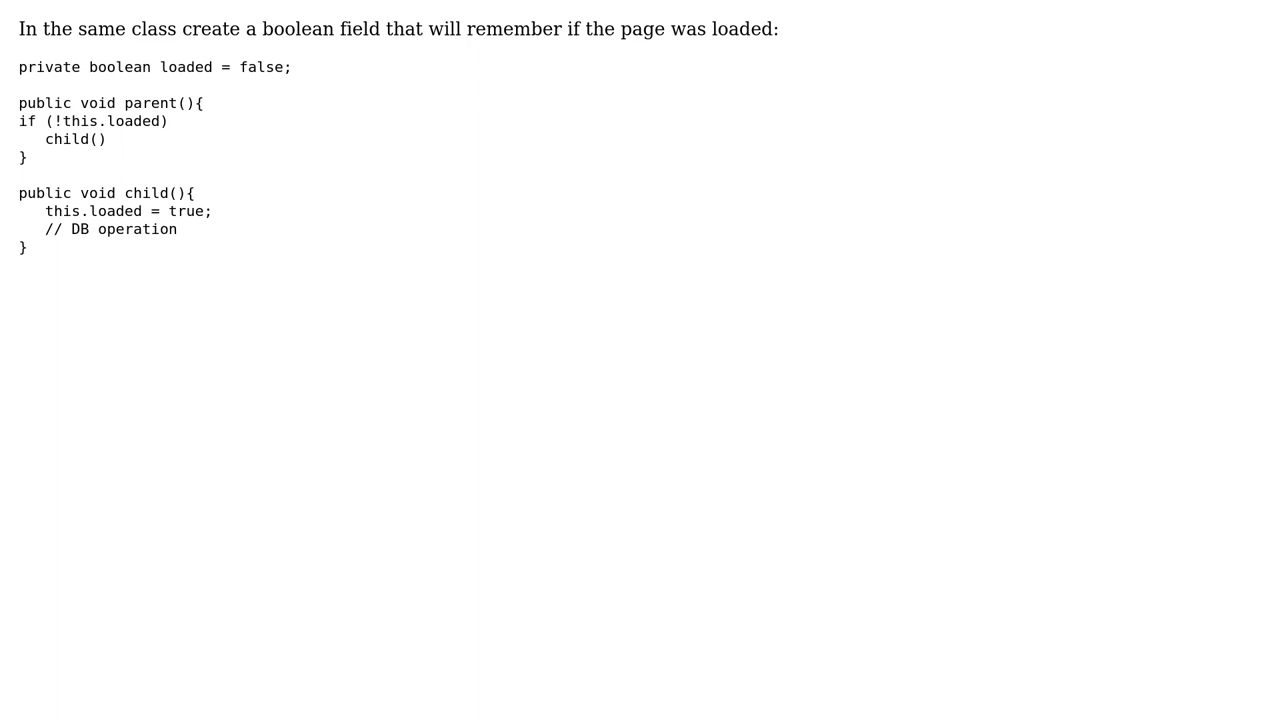 In the same class create a boolean field that will remember if the page was loaded:
private boolean loaded = false;
public void parent(){
if (!this.loaded)
   child()
}
public void child(){
   this.loaded = true;
   // DB operation
}